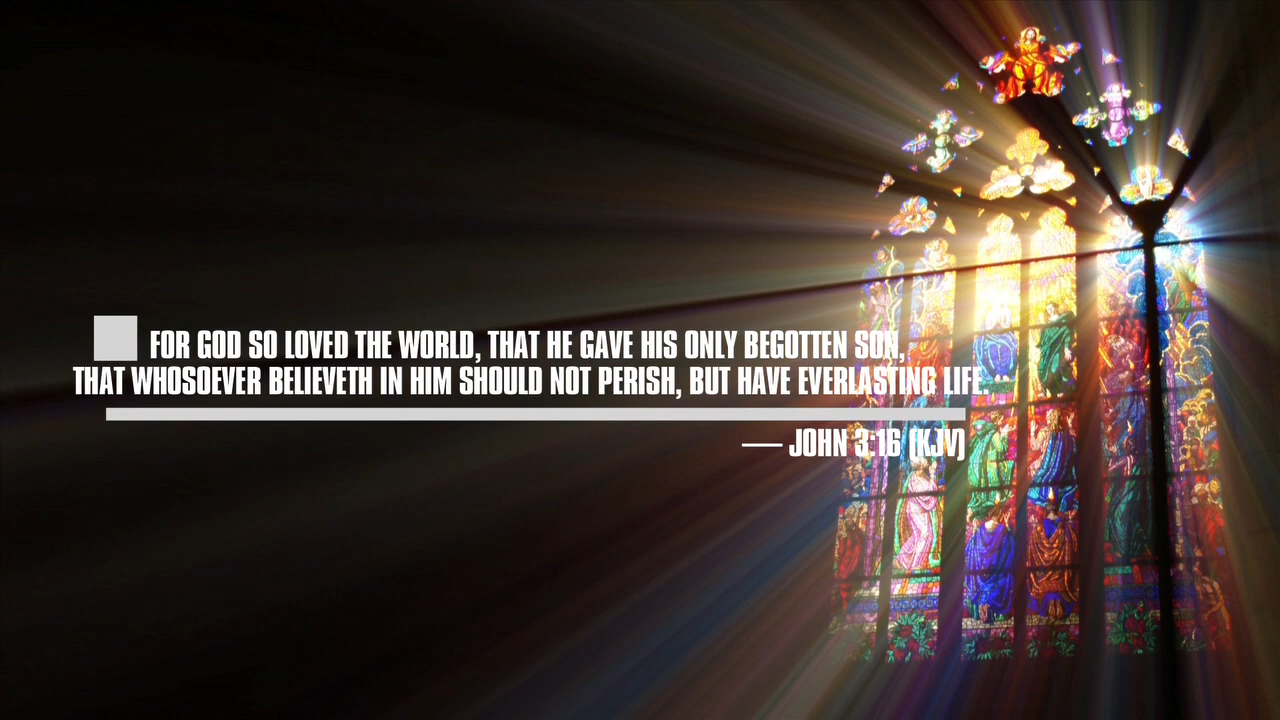 FOR GOD SO LOVED THE WORLD, THAT HE GAVE HIS ONLY BEGOTTEN SON,
THAT WHOSOEVER BELIEVETH IN HIM SHOULD NOT PERISH, BUT HAVE EVERLASTING LIFE.
— JOHN 3:16 (KJV)